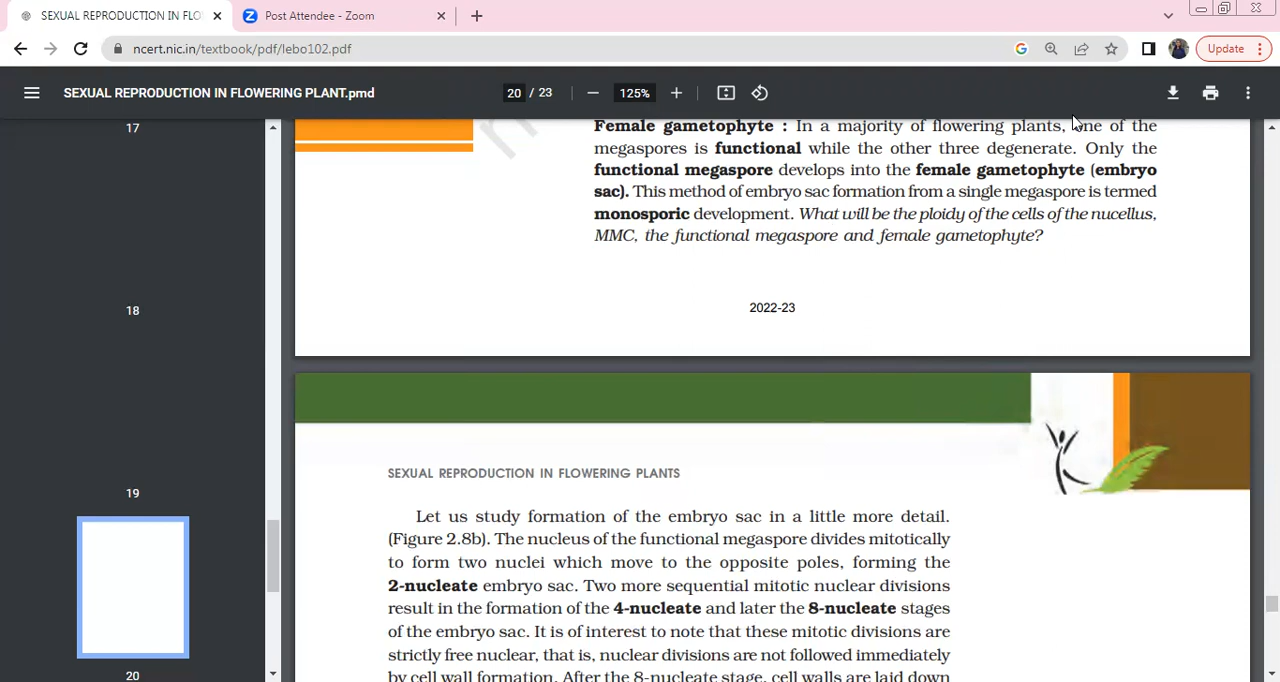 SEXUAL REPRODUCTION IN FLO
Post Attendee - Zoom
ncert.nic.in/textbook/pdf/lebo102.pdf
Update
SEXUAL REPRODUCTION IN FLOWERING PLANT.pmd
20 / 23
125%
17
18
19
20
Female gametophyte : In a majority of flowering plants, one of the
megaspores is functional while the other three degenerate. Only the
functional megaspore develops into the female gametophyte (embryo
sac). This method of embryo sac formation from a single megaspore is termed
monosporic development. What will be the ploidy of the cells of the nucellus,
MMC, the functional megaspore and female gametophyte?
2022-23
SEXUAL REPRODUCTION IN FLOWERING PLANTS
Let us study formation of the embryo sac in a little more detail.
(Figure 2.8b). The nucleus of the functional megaspore divides mitotically
to form two nuclei which move to the opposite poles, forming the
2-nucleate embryo sac. Two more sequential mitotic nuclear divisions
result in the formation of the 4-nucleate and later the 8-nucleate stages
of the embryo sac. It is of interest to note that these mitotic divisions are
strictly free nuclear, that is, nuclear divisions are not followed immediately
by cell wall formation. After the 8-nucleate stage, cell walls are laid down